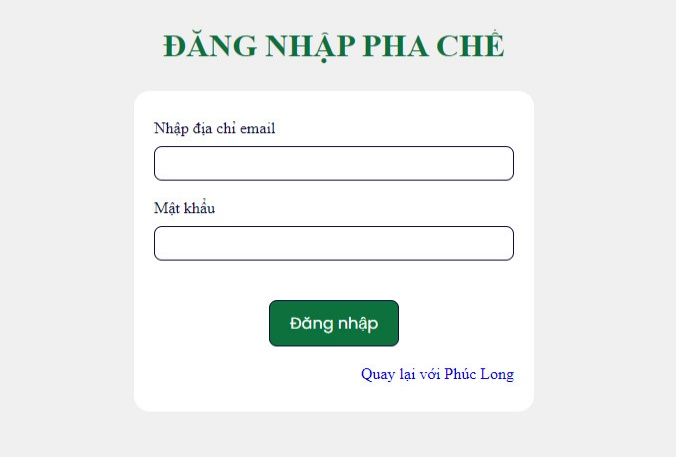 ĐĂNG NHẬP PHA CHẾ
Nhập địa chỉ email
Mật khẩu
Đăng nhập
Quay lại với Phúc Long